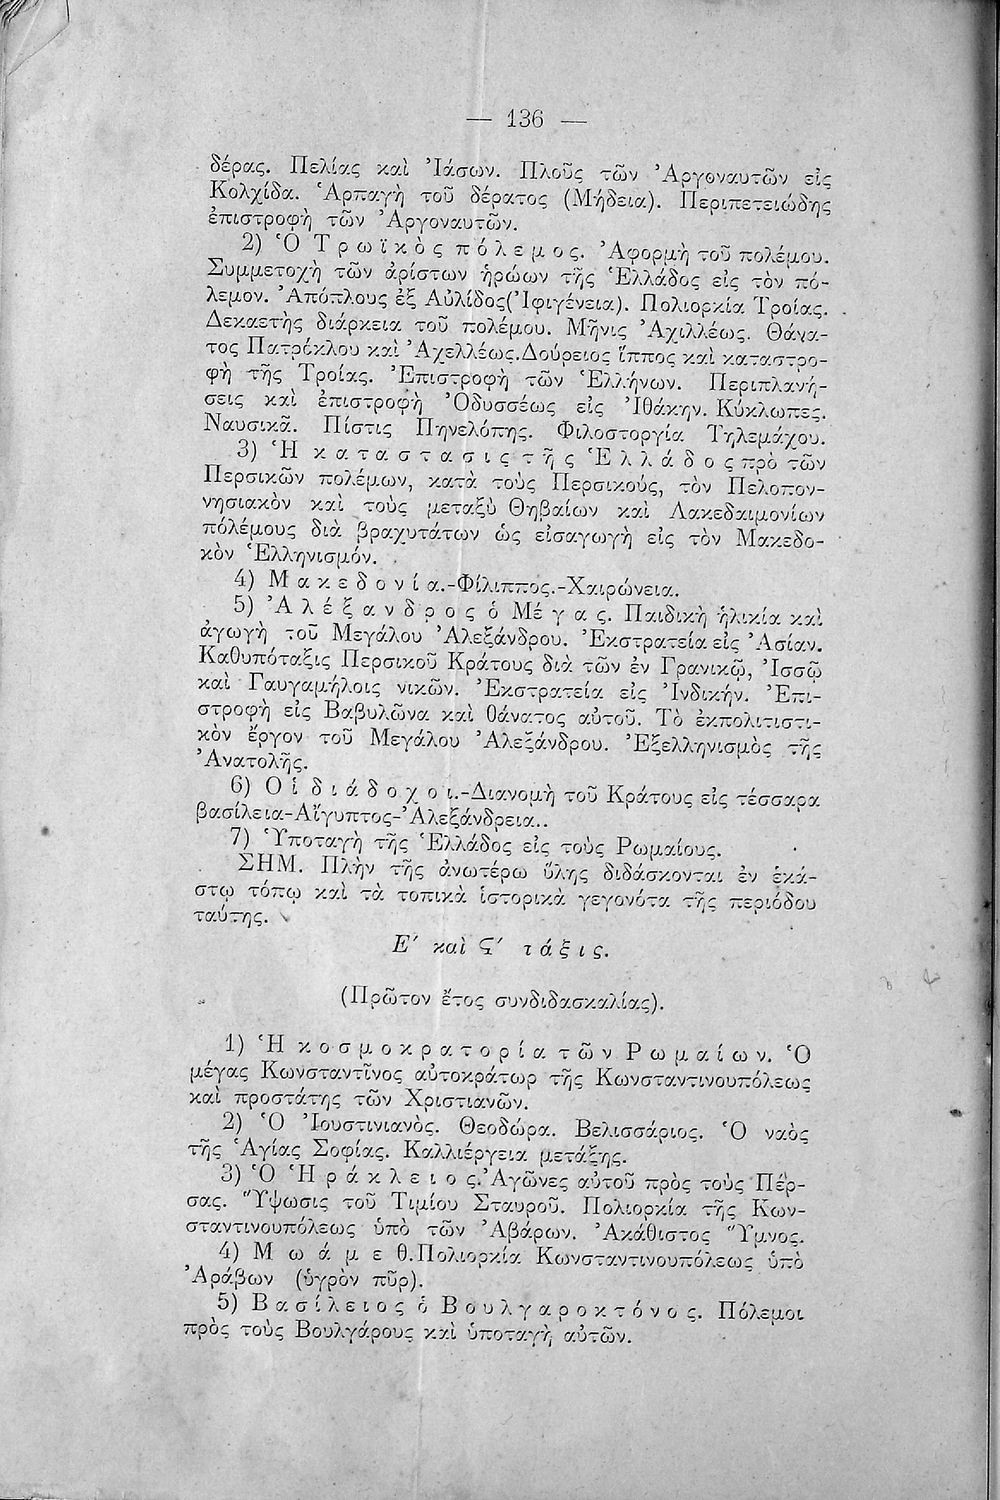 — 136 —
δέρας. Πελίας καὶ Ἰάσων. Πλοῦς τῶν Ἀργοναυτῶν εἰς
Κολχίδα. Ἁρπαγὴ τοῦ δέρατος (Μήδεια). Περιπετειώδης
ἐπιστροφὴ τῶν Ἀργοναυτῶν.
2) Ὁ Τρωϊκὸς πόλεμος. Ἀφορμὴ τοῦ πολέμου.
Συμμετοχὴ τῶν ἀρίστων ἡρώων τῆς Ἑλλάδος εἰς τὸν πό-
λεμον. Ἀπόπλους ἐξ Αὐλίδος(Ἰφιγένεια). Πολιορκία Τροίας.
Δεκαετὴς διάρκεια τοῦ πολέμου. Μῆνις Ἀχιλλέως. Θάνα-
τος Πατρόκλου καὶ Ἀχελλέως.Δούρειος ἵππος καὶ καταστρο-
φὴ τῆς Τροίας. Ἐπιστροφὴ τῶν Ἑλλήνων. Περιπλανή-
σεις καὶ ἐπιστροφὴ Ὀδυσσέως εἰς Ἰθάκην. Κύκλωπες.
Ναυσικᾶ. Πίστις Πηνελόπης. Φιλοστοργία Τηλεμάχου.
3) Ἡ κατάστασις τῆς Ἑλλάδος πρὸ τῶν
Περσικῶν πολέμων, κατὰ τοὺς Περσικούς, τὸν Πελοπον-
νησιακὸν καὶ τοὺς μεταξὺ Θηβαίων καὶ Λακεδαιμονίων
πόλέμους διὰ βραχυτάτων ὡς εἰσαγωγὴ εἰς τὸν Μακεδο-
κὸν Ἑλληνισμόν.
4) Μακεδονία.-Φίλιππος.-Χαιρώνεια.
5) Ἀλέξανδρος ὁ Μέγας. Παιδικὴ ἡλικία καὶ
ἀγωγὴ τοῦ Μεγάλου Ἀλεξάνδρου. Ἐκστρατεία εἰς Ἀσίαν.
Καθυπόταξις Περσικοῦ Κράτους διὰ τῶν ἐν Γρανικῷ, Ἰσσῷ
καὶ Γαυγαμήλοις νικῶν. Ἐκστρατεία εἰς Ἰνδικήν. Ἐπι-
στροφὴ εἰς Βαβυλῶνα καὶ θάνατος αὐτοῦ. Τὸ ἐκπολιτιστι-
κὸν ἔργον τοῦ Μεγάλου Ἀλεξάνδρου. Ἐξελληνισμὸς τῆς
Ἀνατολῆς.
6) Οἱ διάδοχοι.-Διανομὴ τοῦ Κράτους εἰς τέσσαρα
βασίλεια-Αἴγυπτος-Ἀλεξάνδρεια..
7) Ὑποταγὴ τῆς Ἑλλάδος εἰς τοὺς Ρωμαίους.
ΣΗΜ. Πλὴν τῆς ἀνωτέρω ὕλης διδάσκονται ἐν ἑκά-
στῳ τόπῳ καὶ τὰ τοπικὰ ἱστορικὰ γεγονότα τῆς περιόδου
ταύτης.
Ε′ καὶ Ϛ′ τάξις.
(Πρῶτον ἔτος συνδιδασκαλίας).
1) Ἡ κοσμοκρατορία τῶν Ρωμαίων. Ὁ
μέγας Κωνσταντῖνος αὐτοκράτωρ τῆς Κωνσταντινουπόλεως
καὶ προστάτης τῶν Χριστιανῶν.
2) Ὁ Ἰουστινιανὸς. Θεοδώρα. Βελισσάριος. Ὁ ναὸς
τῆς Ἁγίας Σοφίας. Καλλιέργεια μετάξης.
3) Ὁ Ἡράκλειος.Ἀγῶνες αὐτοῦ πρὸς τοὺς Πέρ-
σας. Ὕψωσις τοῦ Τιμίου Σταυροῦ. Πολιορκία τῆς Κων-
σταντινουπόλεως ὑπὸ τῶν Ἀβάρων. Ἀκάθιστος Ὕμνος.
4) Μωάμεθ.Πολιορκία Κωνσταντινουπόλεως ὑπὸ
Ἀράβων (ὑγρὸν πῦρ).
5) Βασίλειος ὁ Βουλγαροκτόνος. Πόλεμοι
πρὸς τοὺς Βουλγάρους καὶ ὑποταγὴ αὐτῶν.